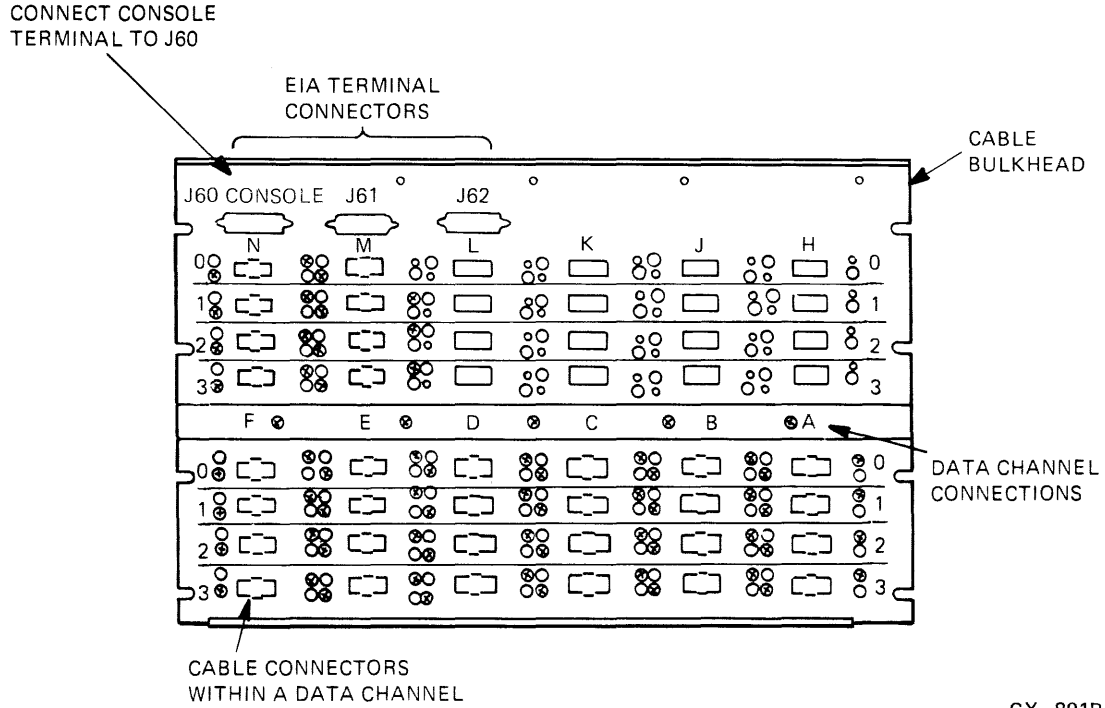 CONNECT CONSOLE
TERMINAL TO J60
EIA TERMINAL
CONNECTORS
CABLE
BULKHEAD
J60 CONSOLE J61 J62
N M L K J H
0 0
1 1
2 2
3 3
F E D C B A
0 0
1 1
2 2
3 3
DATA CHANNEL
CONNECTIONS
CABLE CONNECTORS
WITHIN A DATA CHANNEL